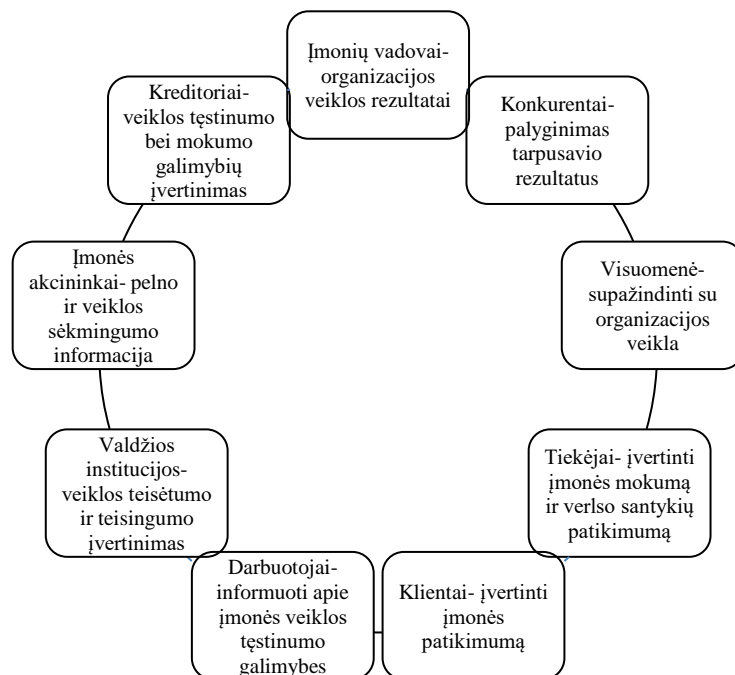 Įmonių vadovai-
organizacijos
veiklos rezultatai
Konkurentai-
palyginimas
tarpusavio
rezultatus
Visuomenė-
supažindinti su
organizacijos
veikla
Tiekėjai- įvertinti
įmonės mokumą
ir verlso santykių
patikimumą
Klientai- įvertinti
įmonės
patikimumą
Darbuotojai-
informuoti apie
įmonės veiklos
tęstinumo
galimybes
Valdžios
institucijos-
veiklos teisėtumo
ir teisingumo
įvertinimas
Įmonės
akcininkai- pelno
ir veiklos
sėkmingumo
informacija
Kreditoriai-
veiklos tęstinumo
bei mokumo
galimybių
įvertinimas